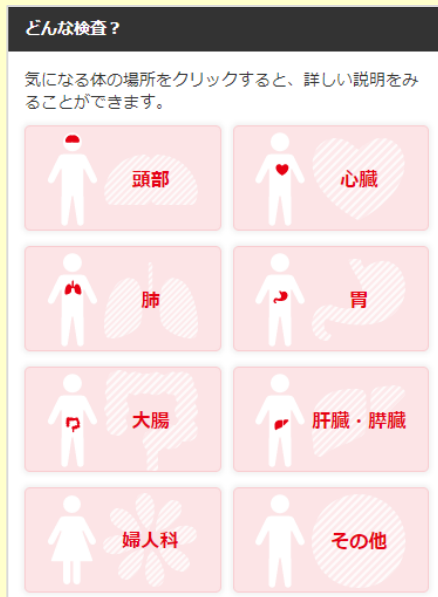 どんな検査？
気になる体の場所をクリックすると、詳しい説明をみ
ることができます。
頭部
心臓
肺
胃
大腸
肝臓・膵臓
婦人科
その他